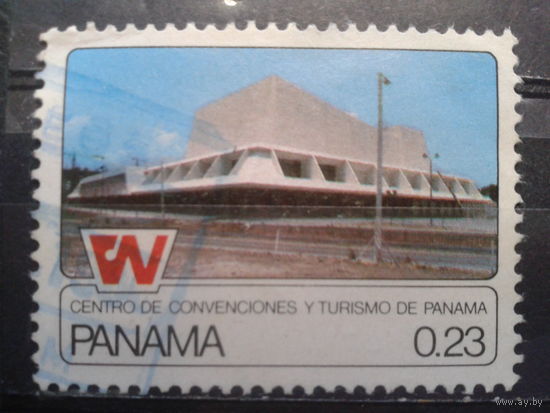 CENTRO DE CONVENCIONES Y TURISMO DE PANAMA
PANAMA 0.23
www.ay.by